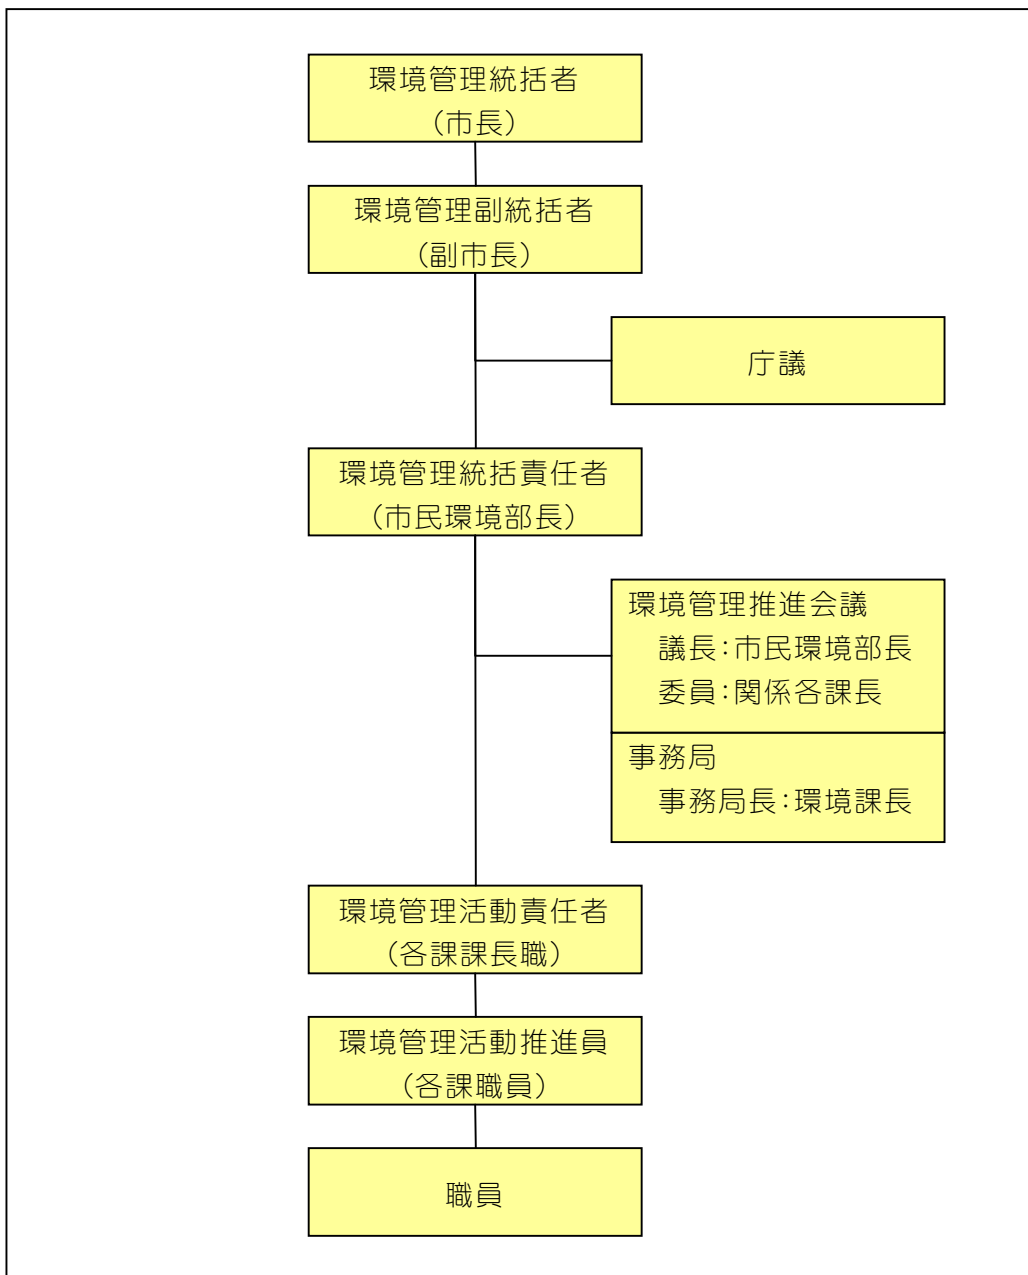 環境管理統括者
(市長)
環境管理副統括者
(副市長)
庁議
環境管理統括責任者
(市民環境部長)
環境管理推進会議
議長:市民環境部長
委員:関係各課長
事務局
事務局長:環境課長
環境管理活動責任者
(各課課長職)
環境管理活動推進員
(各課職員)
職員